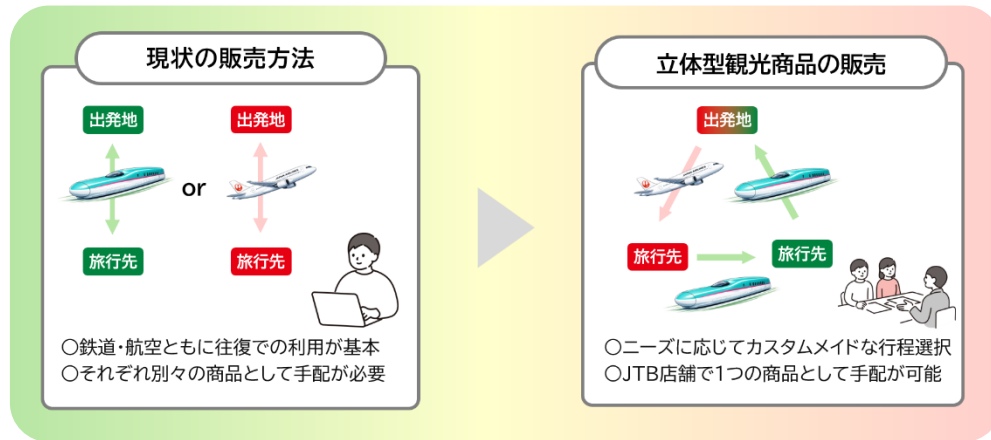 現状の販売方法
出発地
出発地
or
旅行先
旅行先
○鉄道・航空ともに往復での利用が基本
○それぞれ別々の商品として手配が必要
立体型観光商品の販売
出発地
旅行先
旅行先
○ニーズに応じてカスタムメイドな行程選択
○JTB店舗で1つの商品として手配が可能